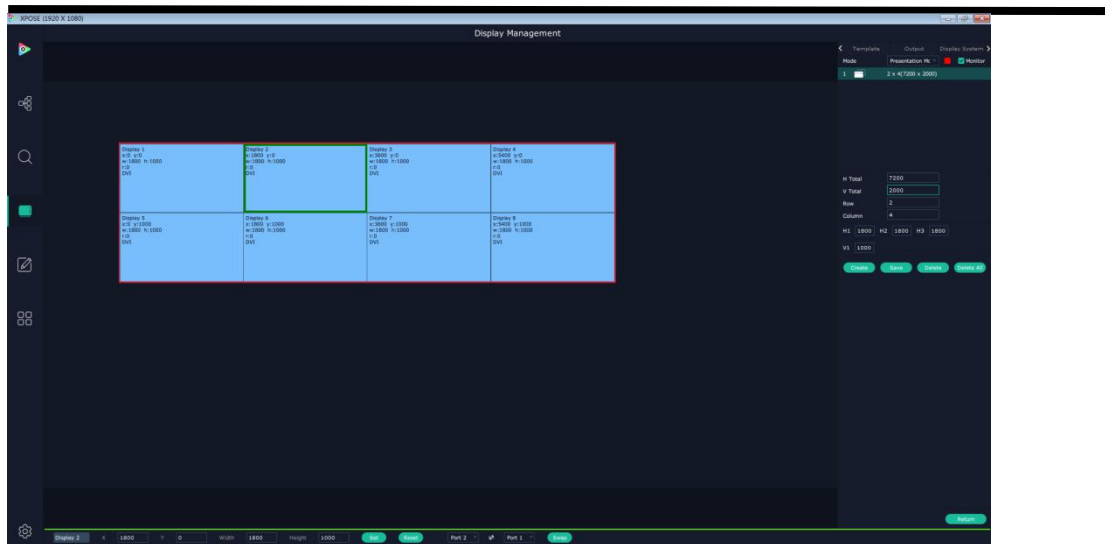 XPOSE (1920 X 1080)
Display Management
Template Output Display System
Mode Presentation Mc Monitor
1 2 x 4(7200 x 2000)
Display 1
x:0 y:0
w:1800 h:1000
r:0
DVI
Display 2
x:1800 y:0
w:1800 h:1000
r:0
DVI
Display 3
x:3600 y:0
w:1800 h:1000
r:0
DVI
Display 4
x:5400 y:0
w:1800 h:1000
r:0
DVI
Display 5
x:0 y:1000
w:1800 h:1000
r:0
DVI
Display 6
x:1800 y:1000
w:1800 h:1000
r:0
DVI
Display 7
x:3600 y:1000
w:1800 h:1000
r:0
DVI
Display 8
x:5400 y:1000
w:1800 h:1000
r:0
DVI
H Total 7200
V Total 2000
Row 2
Column 4
H1 1800 H2 1800 H3 1800
V1 1000
Create Save Delete Delete All
Return
Display 2 X 1800 Y 0 Width 1800 Height 1000 Set Reset Port 2 Port 1 Swap